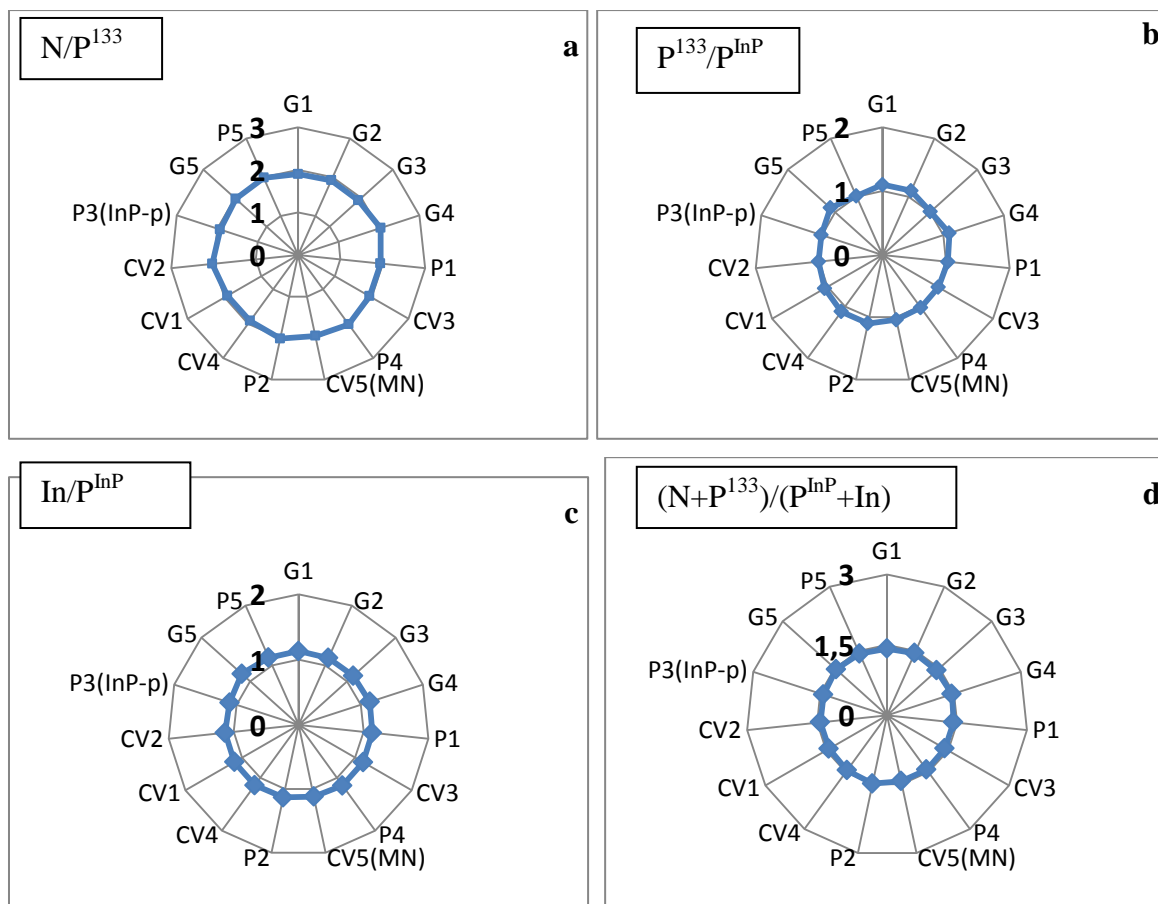 N/P¹³³
a
G1
G2
G3
G4
P1
CV3
P4
CV5(MN)
P2
CV4
CV1
CV2
P3(InP-p)
G5
P5
3
2
1
0
P¹³³/Pᴵⁿᴾ
b
G1
G2
G3
G4
P1
CV3
P4
CV5(MN)
P2
CV4
CV1
CV2
P3(InP-p)
G5
P5
2
1
0
In/Pᴵⁿᴾ
c
G1
G2
G3
G4
P1
CV3
P4
CV5(MN)
P2
CV4
CV1
CV2
P3(InP-p)
G5
P5
2
1
0
(N+P¹³³)/(Pᴵⁿᴾ+In)
d
G1
G2
G3
G4
P1
CV3
P4
CV5(MN)
P2
CV4
CV1
CV2
P3(InP-p)
G5
P5
3
1,5
0